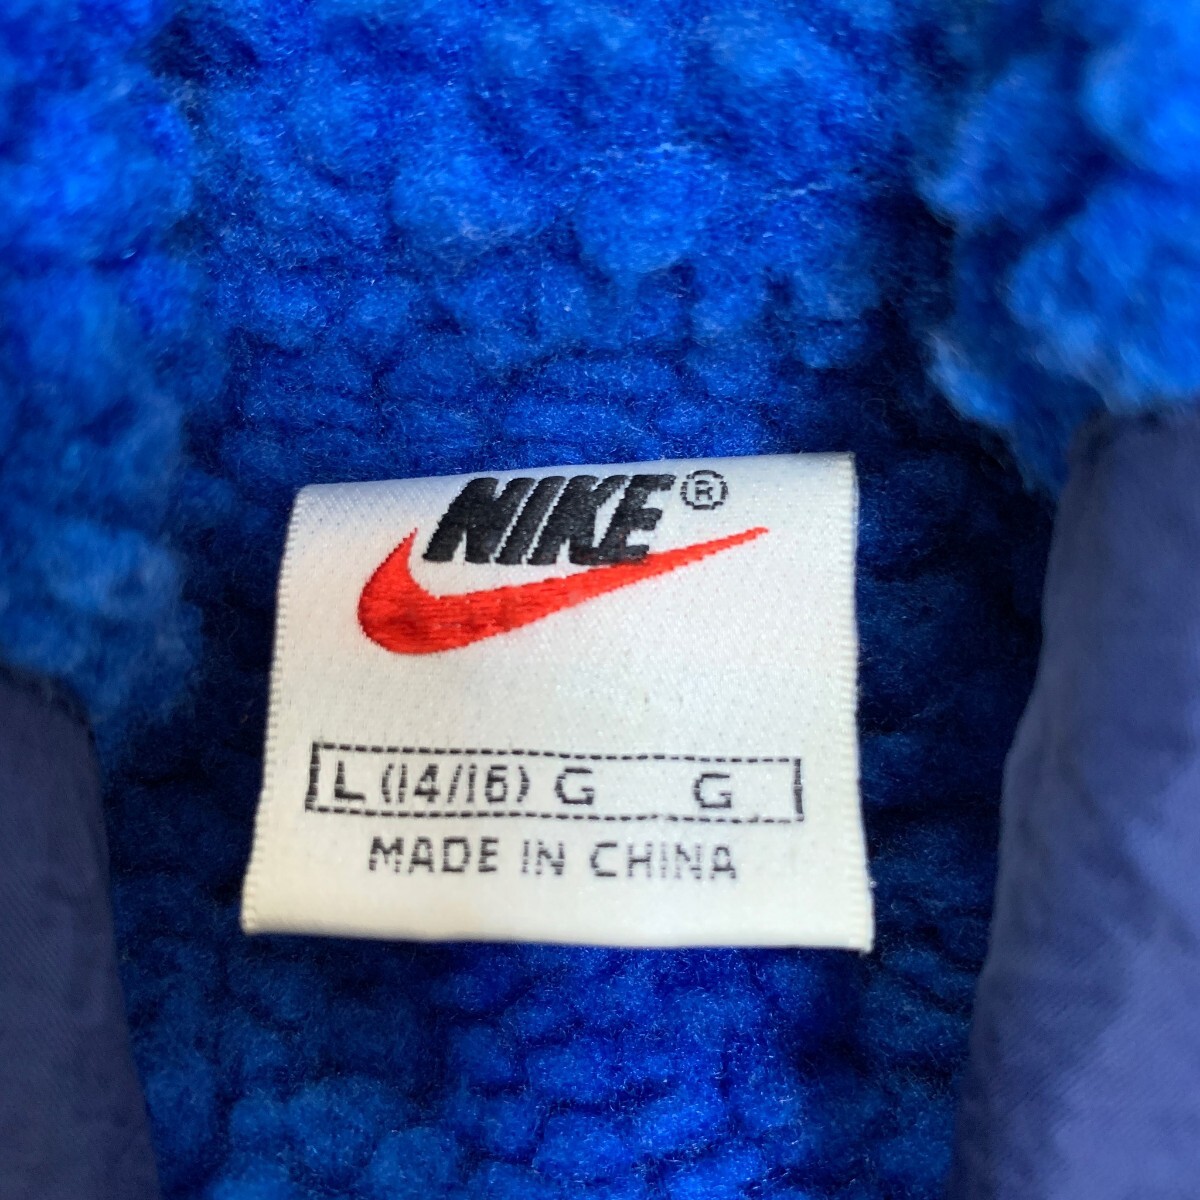 NIKE®
L (14/16) G G
MADE IN CHINA